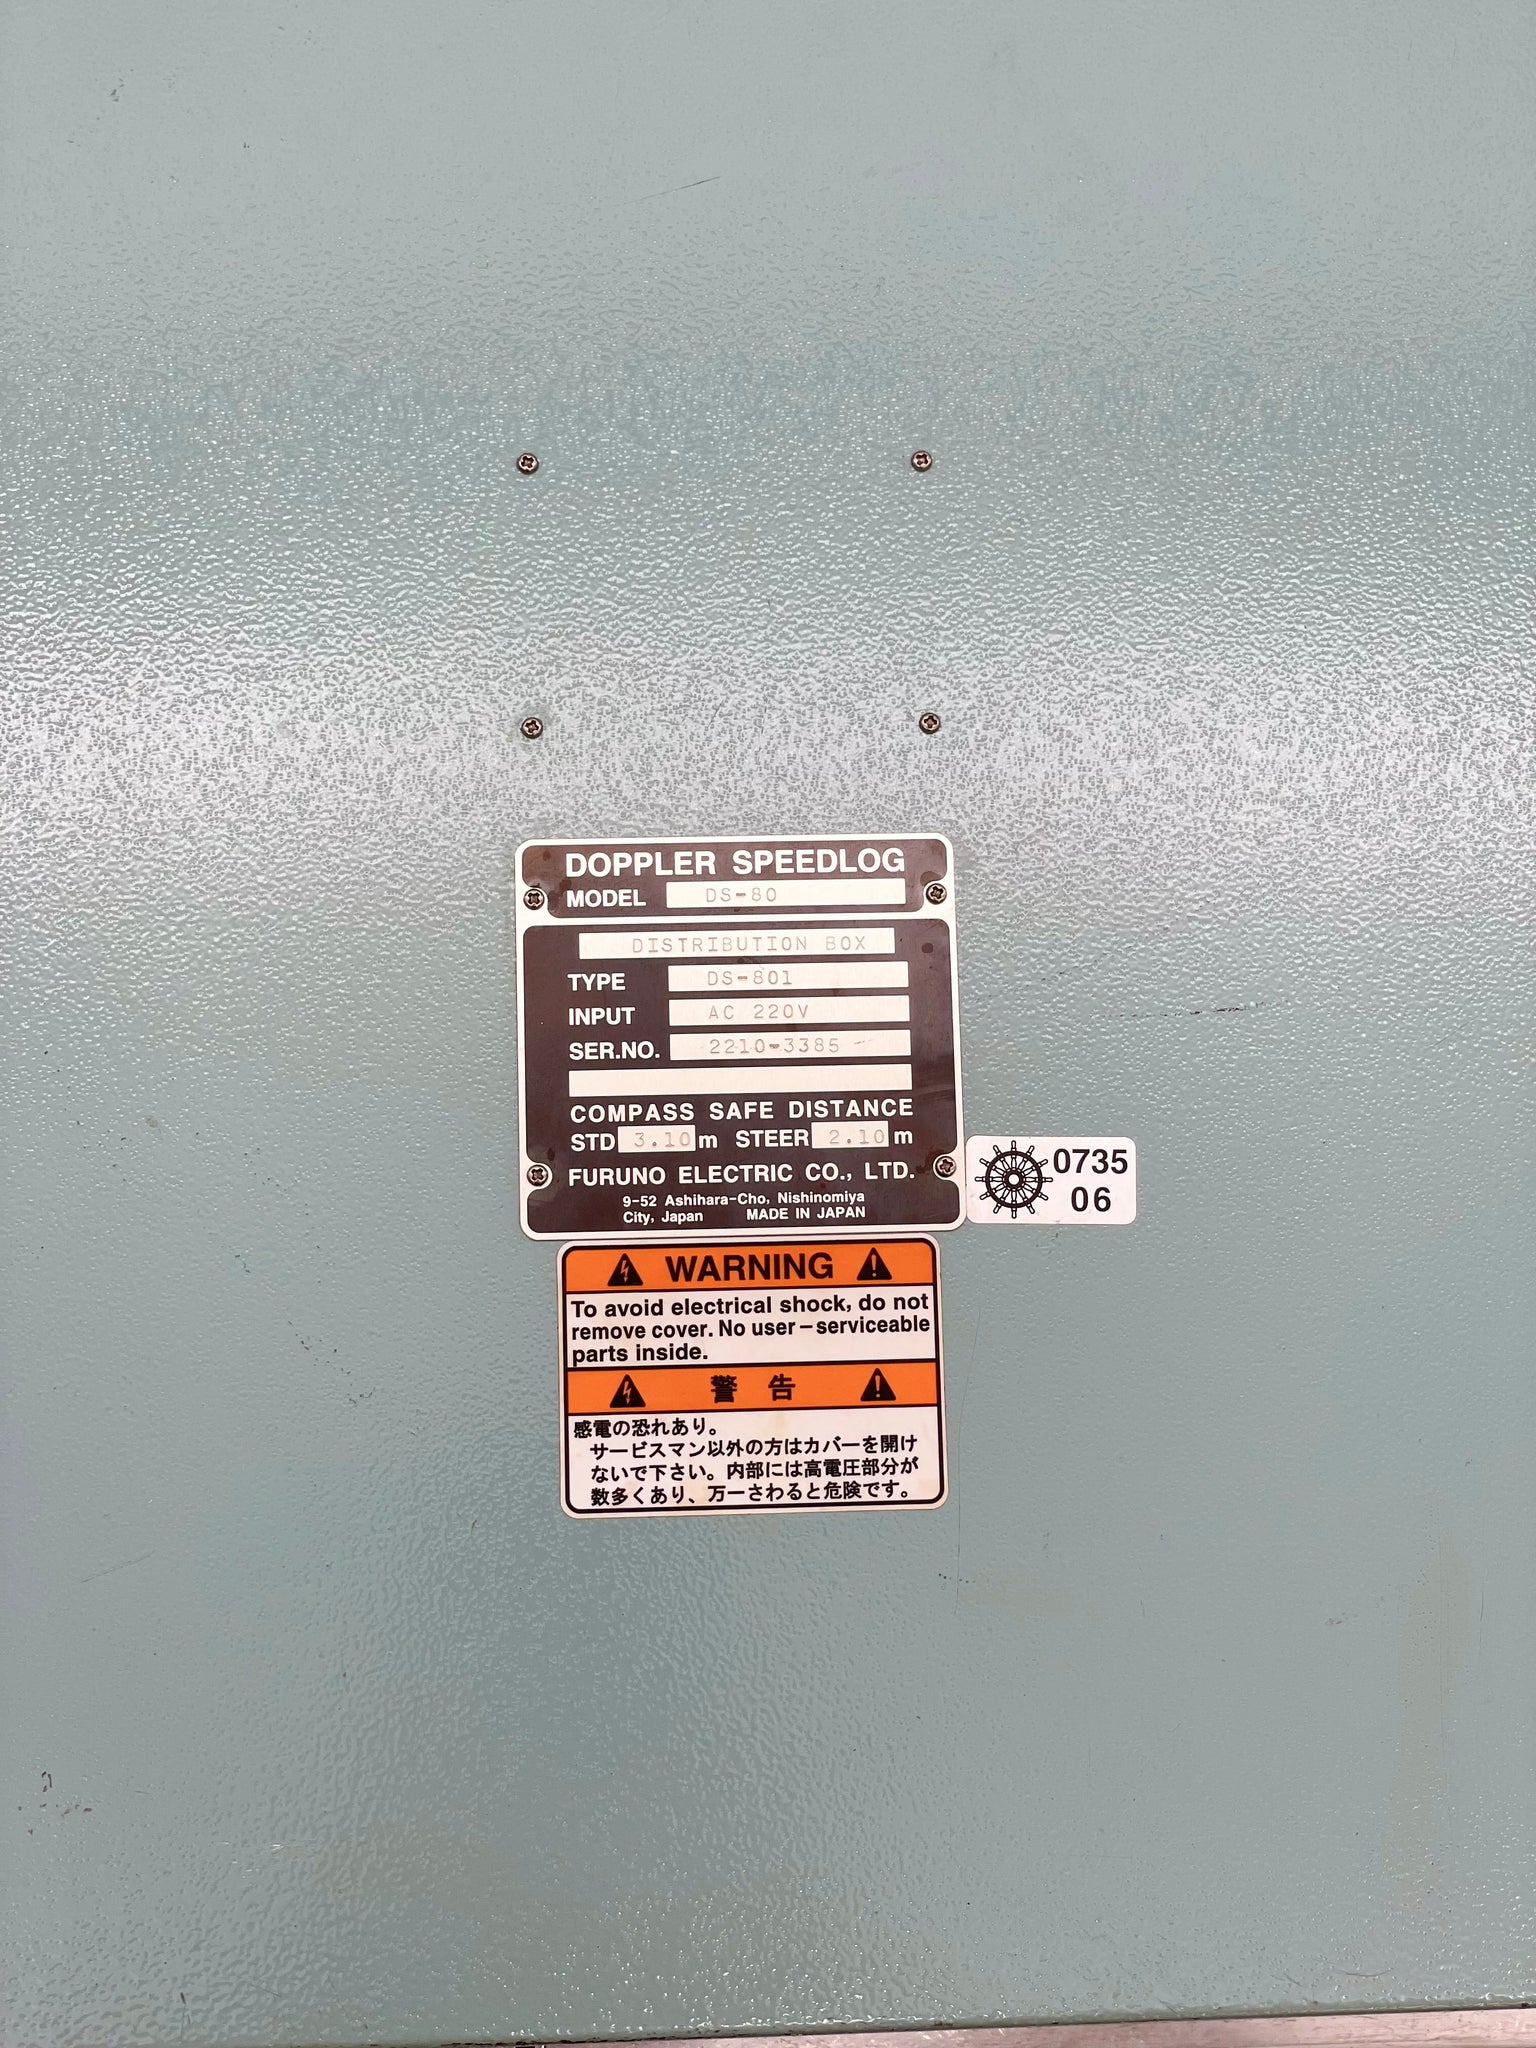 DOPPLER SPEEDLOG
MODEL DS-80
DISTRIBUTION BOX
TYPE DS-801
INPUT AC 220V
SER.NO. 2210-3385
COMPASS SAFE DISTANCE
STD 3.10 m STEER 2.10 m
FURUNO ELECTRIC CO., LTD.
9-52 Ashihara-Cho, Nishinomiya
City, Japan MADE IN JAPAN
0735
06
WARNING
To avoid electrical shock, do not
remove cover. No user-serviceable
parts inside.
警 告
感電の恐れあり。
サービスマン以外の方はカバーを開け
ないで下さい。内部には高電圧部分が
数多くあり、万一さわると危険です。